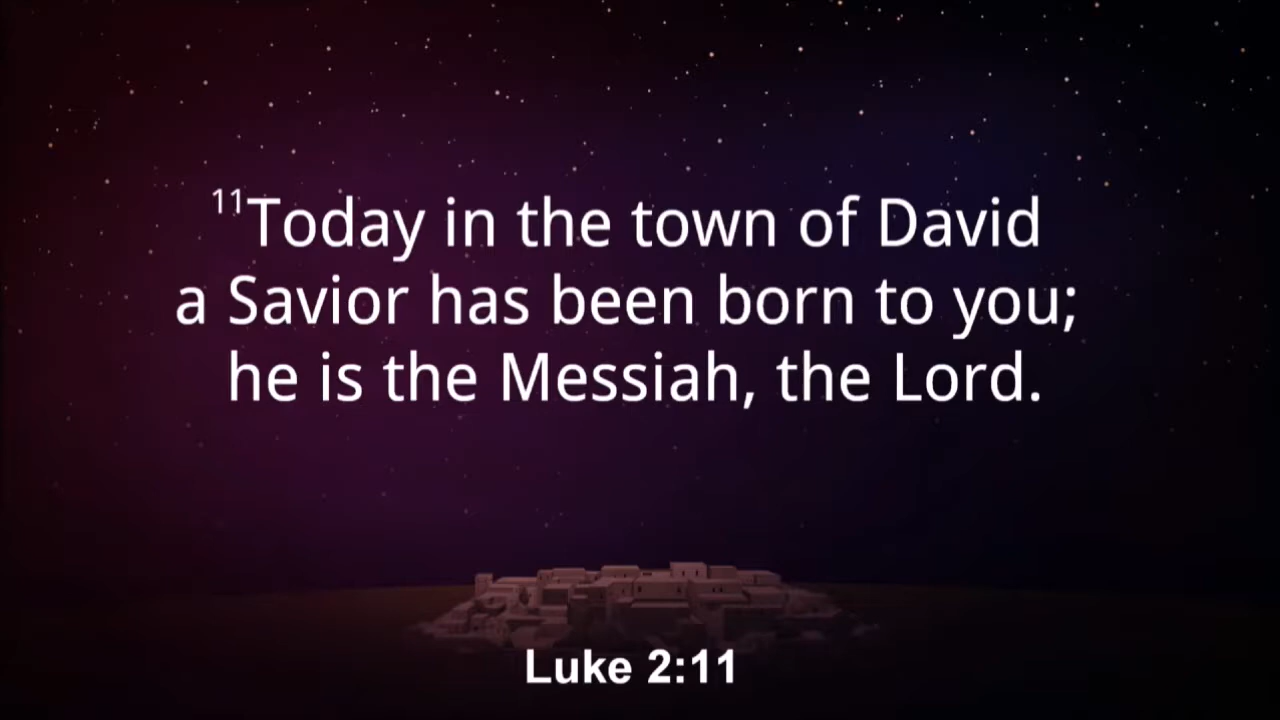 11Today in the town of David
a Savior has been born to you;
he is the Messiah, the Lord.
Luke 2:11